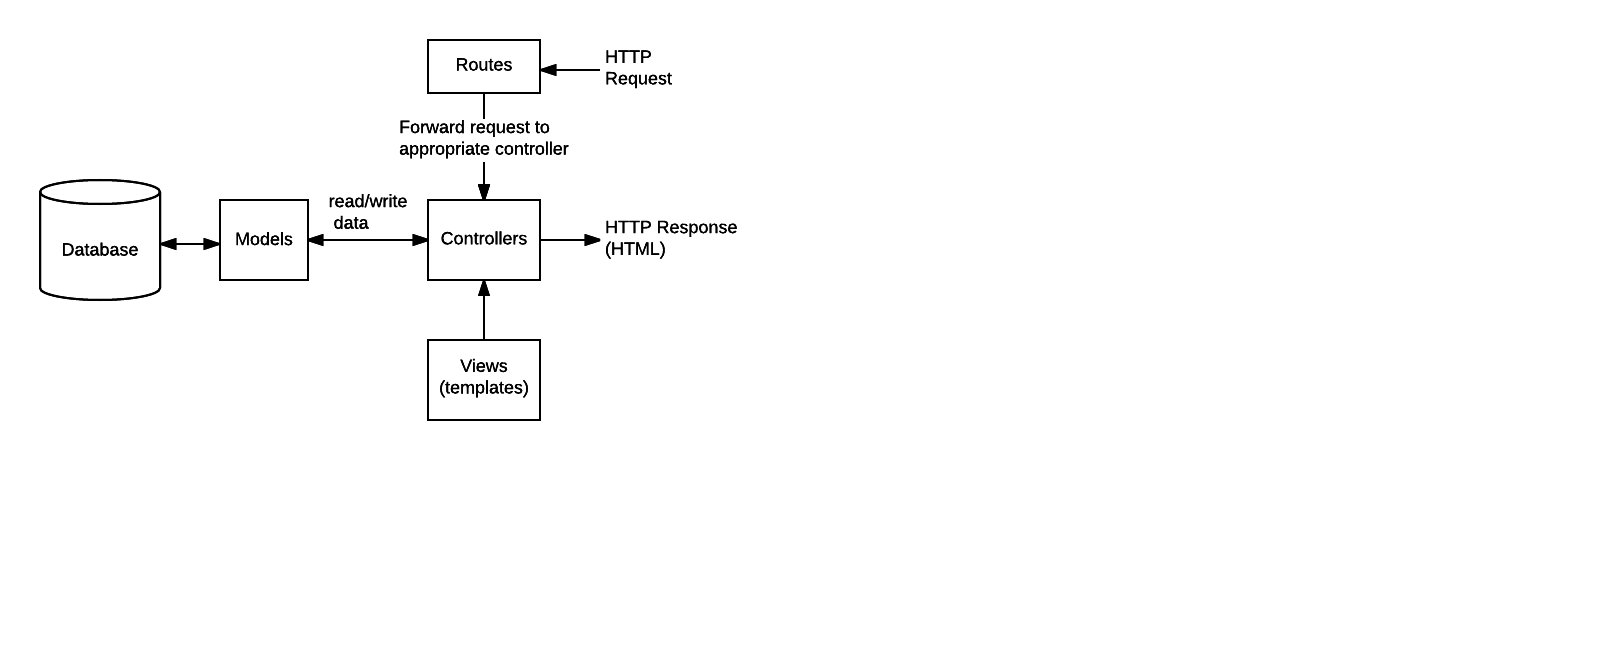 Routes
HTTP
Request
Forward request to
appropriate controller
Database
Models
read/write
data
Controllers
HTTP Response
(HTML)
Views
(templates)